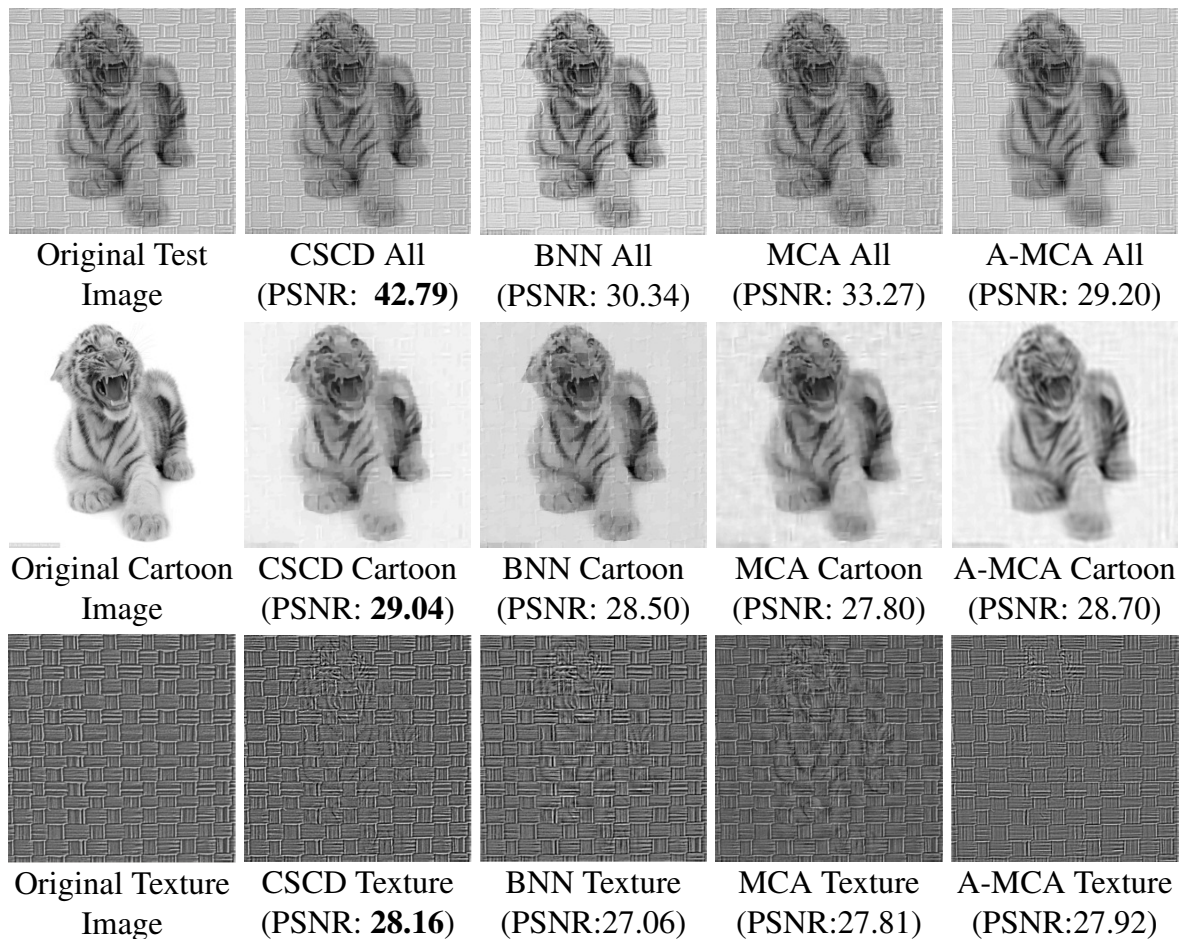 Original Test CSCD All BNN All MCA All A-MCA All
Image (PSNR: 42.79) (PSNR: 30.34) (PSNR: 33.27) (PSNR: 29.20)
Original Cartoon CSCD Cartoon BNN Cartoon MCA Cartoon A-MCA Cartoon
Image (PSNR: 29.04) (PSNR: 28.50) (PSNR: 27.80) (PSNR: 28.70)
Original Texture CSCD Texture BNN Texture MCA Texture A-MCA Texture
Image (PSNR: 28.16) (PSNR:27.06) (PSNR:27.81) (PSNR:27.92)